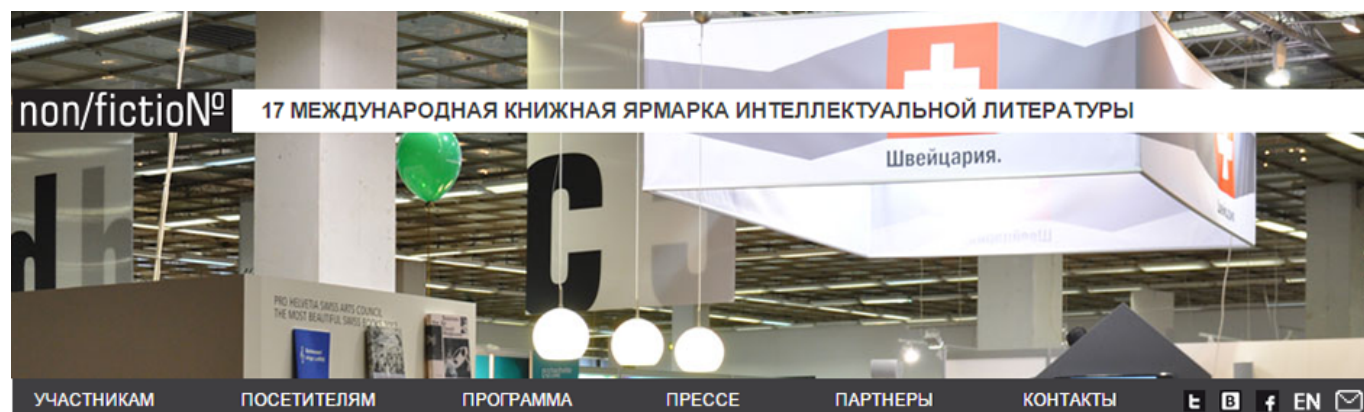 non/fictioNº
17 МЕЖДУНАРОДНАЯ КНИЖНАЯ ЯРМАРКА ИНТЕЛЛЕКТУАЛЬНОЙ ЛИТЕРАТУРЫ
Швейцария.
d
C
PRO HELVETIA SWISS ARTS COUNCIL
THE MOST BEAUTIFUL SWISS BOOKS
УЧАСТНИКАМ ПОСЕТИТЕЛЯМ ПРОГРАММА ПРЕССЕ ПАРТНЕРЫ КОНТАКТЫ EN